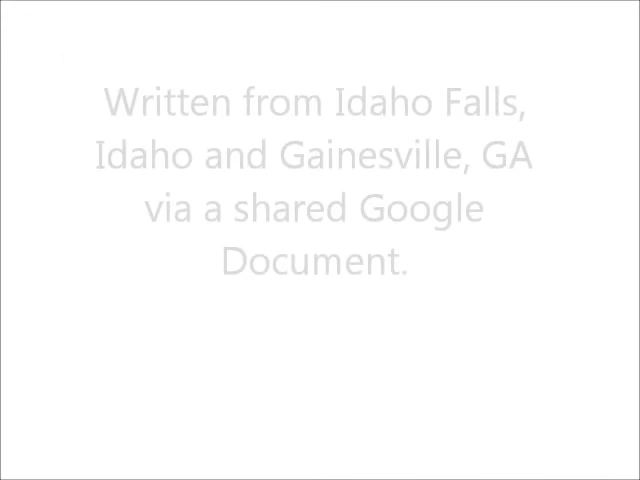 Written from Idaho Falls,
Idaho and Gainesville, GA
via a shared Google
Document.